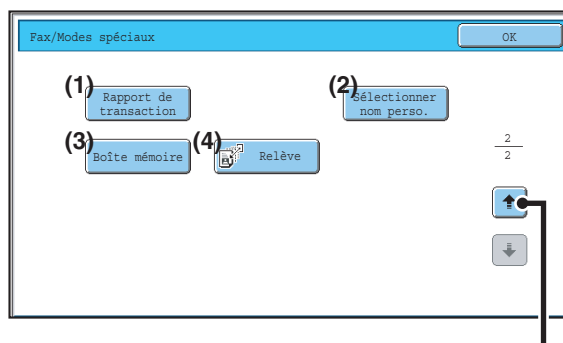 Fax/Modes spéciaux
OK
(1)
Rapport de
transaction
(2)
Sélectionner
nom perso.
(3)
Boîte mémoire
(4)
Relève
2
2